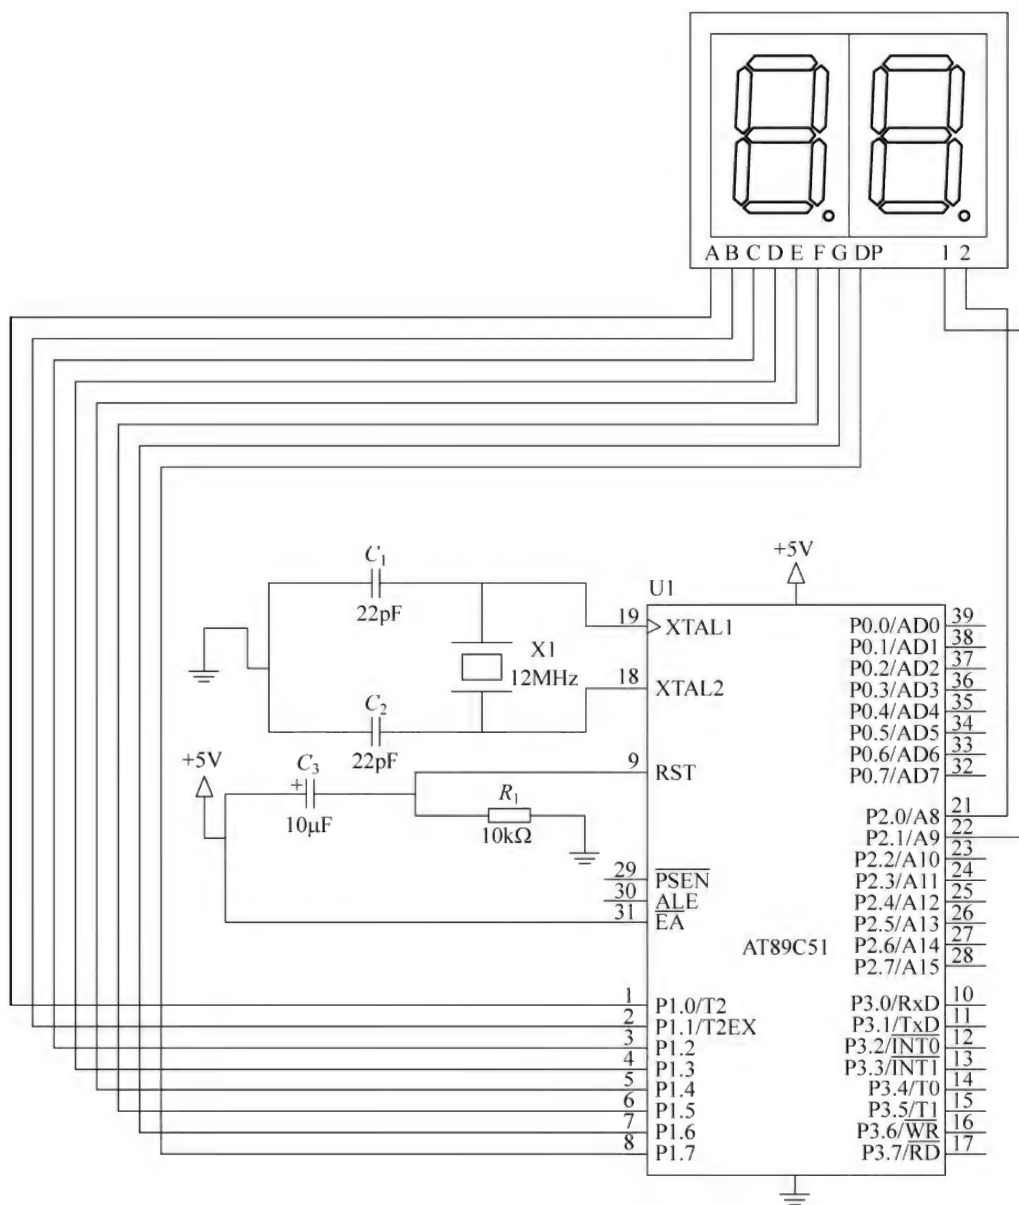 A B C D E F G DP 1 2
+5V
C1
22pF
X1
12MHz
C2
22pF
+5V
C3
+
10μF
R1
10kΩ
U1
19 XTAL1
18 XTAL2
9 RST
29 PSEN
30 ALE
31 EA
1 P1.0/T2
2 P1.1/T2EX
3 P1.2
4 P1.3
5 P1.4
6 P1.5
7 P1.6
8 P1.7
AT89C51
P0.0/AD0 39
P0.1/AD1 38
P0.2/AD2 37
P0.3/AD3 36
P0.4/AD4 35
P0.5/AD5 34
P0.6/AD6 33
P0.7/AD7 32
P2.0/A8 21
P2.1/A9 22
P2.2/A10 23
P2.3/A11 24
P2.4/A12 25
P2.5/A13 26
P2.6/A14 27
P2.7/A15 28
P3.0/RxD 10
P3.1/TxD 11
P3.2/INT0 12
P3.3/INT1 13
P3.4/T0 14
P3.5/T1 15
P3.6/WR 16
P3.7/RD 17